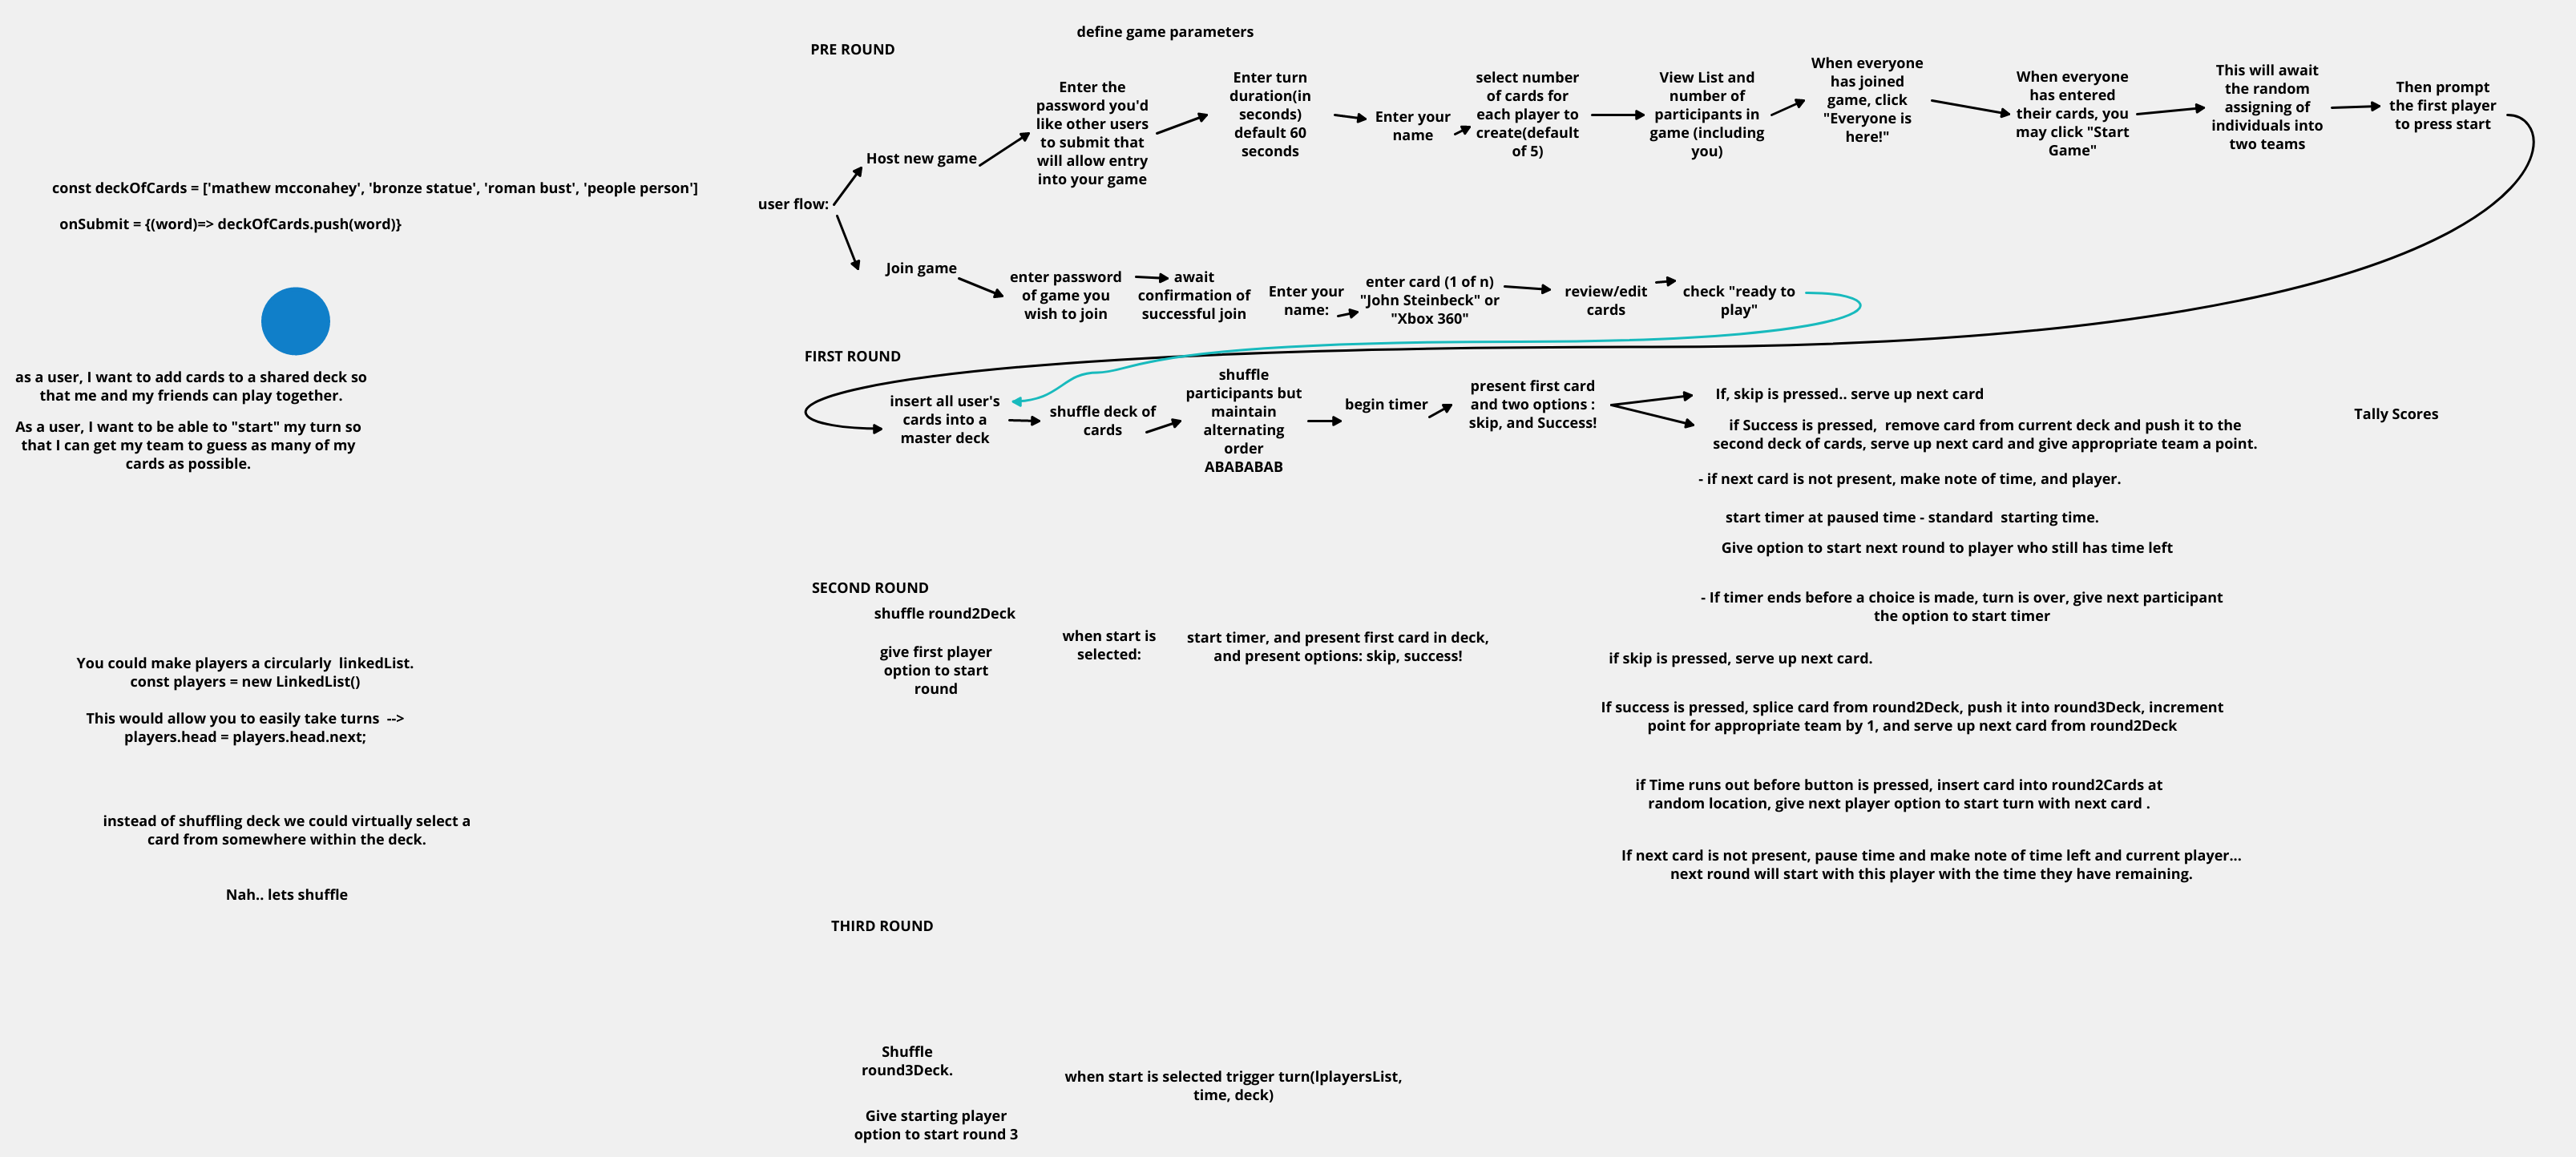 define game parameters
PRE ROUND
Enter the
password you'd
like other users
to submit that
will allow entry
into your game
Enter turn
duration(in
seconds)
default 60
seconds
Enter your
name
select number
of cards for
each player to
create(default
of 5)
View List and
number of
participants in
game (including
you)
When everyone
has joined
game, click
"Everyone is
here!"
When everyone
has entered
their cards, you
may click "Start
Game"
This will await
the random
assigning of
individuals into
two teams
Then prompt
the first player
to press start
Host new game
user flow:
Join game
enter password
of game you
wish to join
await
confirmation of
successful join
Enter your
name:
enter card (1 of n)
"John Steinbeck" or
"Xbox 360"
review/edit
cards
check "ready to
play"
const deckOfCards = ['mathew mcconahey', 'bronze statue', 'roman bust', 'people person']
onSubmit = {(word)=> deckOfCards.push(word)}
as a user, I want to add cards to a shared deck so
that me and my friends can play together.
As a user, I want to be able to "start" my turn so
that I can get my team to guess as many of my
cards as possible.
FIRST ROUND
insert all user's
cards into a
master deck
shuffle deck of
cards
shuffle
participants but
maintain
alternating
order
ABABABAB
begin timer
present first card
and two options :
skip, and Success!
If, skip is pressed.. serve up next card
if Success is pressed,  remove card from current deck and push it to the
second deck of cards, serve up next card and give appropriate team a point.
Tally Scores
- if next card is not present, make note of time, and player.
start timer at paused time - standard  starting time.
Give option to start next round to player who still has time left
- If timer ends before a choice is made, turn is over, give next participant
the option to start timer
SECOND ROUND
shuffle round2Deck
give first player
option to start
round
when start is
selected:
start timer, and present first card in deck,
and present options: skip, success!
if skip is pressed, serve up next card.
If success is pressed, splice card from round2Deck, push it into round3Deck, increment
point for appropriate team by 1, and serve up next card from round2Deck
if Time runs out before button is pressed, insert card into round2Cards at
random location, give next player option to start turn with next card .
If next card is not present, pause time and make note of time left and current player...
next round will start with this player with the time they have remaining.
You could make players a circularly  linkedList.
const players = new LinkedList()
This would allow you to easily take turns  -->
players.head = players.head.next;
instead of shuffling deck we could virtually select a
card from somewhere within the deck.
Nah.. lets shuffle
THIRD ROUND
Shuffle
round3Deck.
Give starting player
option to start round 3
when start is selected trigger turn(lplayersList,
time, deck)